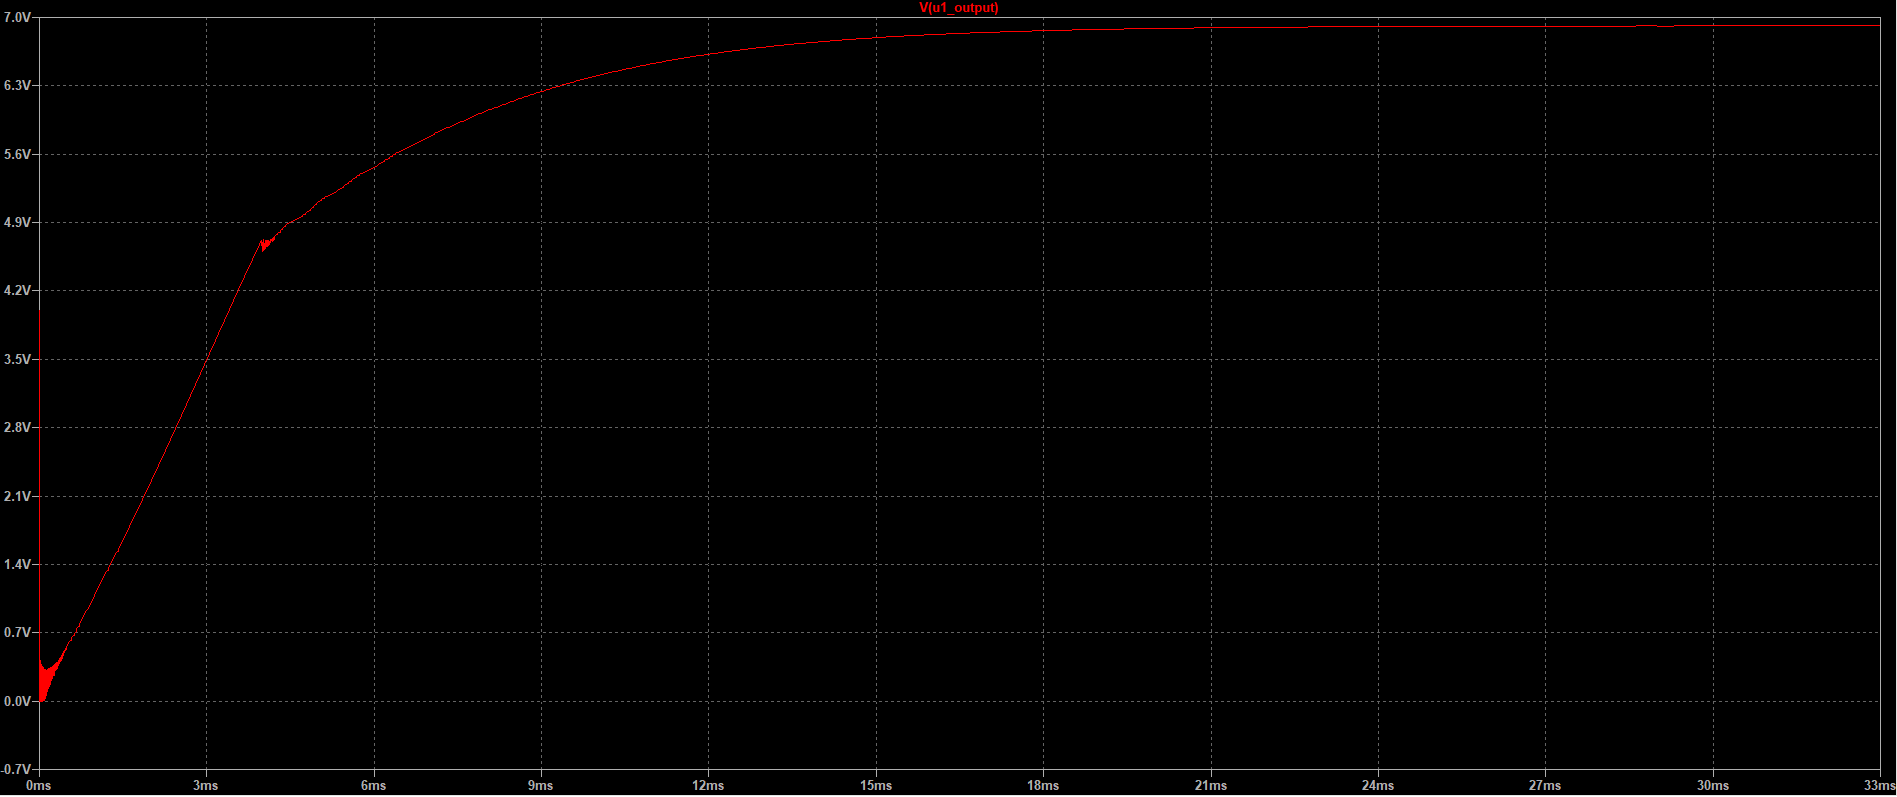 V(u1_output)
7.0V
6.3V
5.6V
4.9V
4.2V
3.5V
2.8V
2.1V
1.4V
0.7V
0.0V
-0.7V
0ms 3ms 6ms 9ms 12ms 15ms 18ms 21ms 24ms 27ms 30ms 33ms